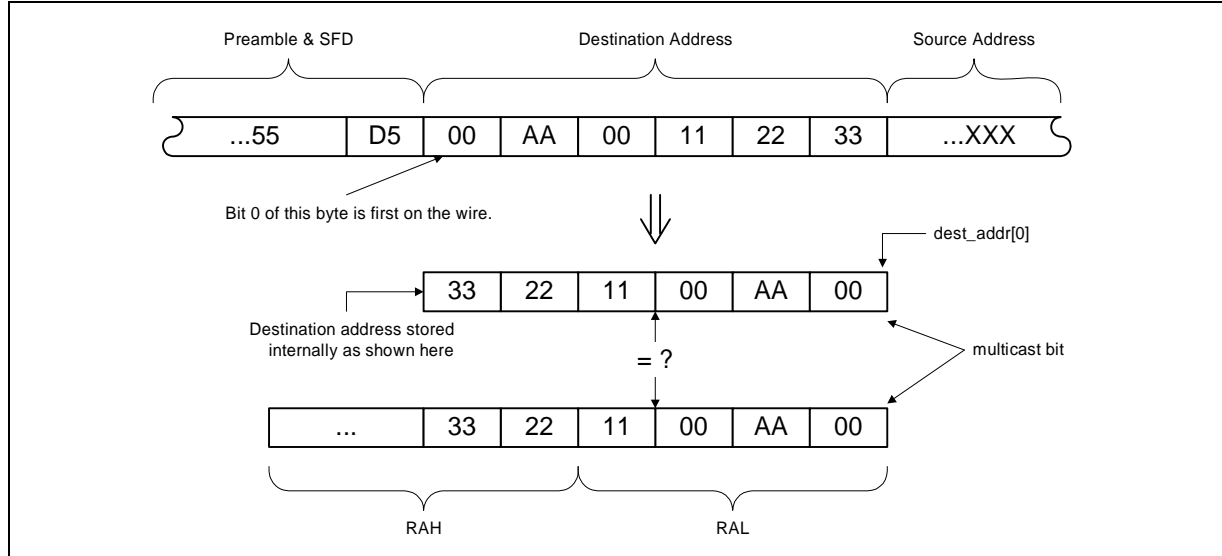 Preamble & SFD Destination Address Source Address
...55 D5 00 AA 00 11 22 33 ...XXX
Bit 0 of this byte is first on the wire.
dest_addr[0]
33 22 11 00 AA 00
Destination address stored
internally as shown here
= ?
multicast bit
... 33 22 11 00 AA 00
RAH RAL